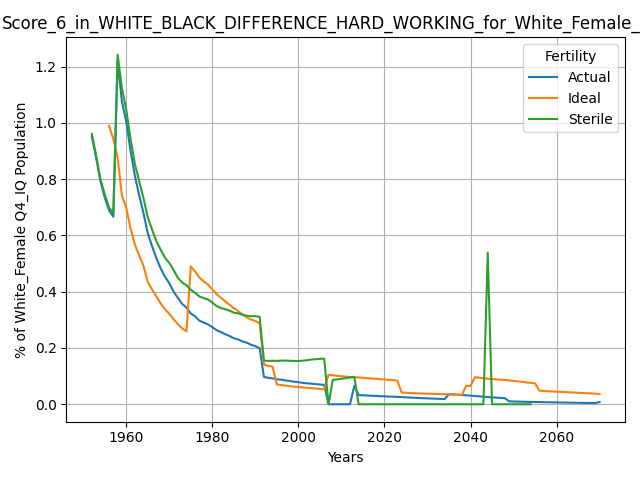 Score_6_in_WHITE_BLACK_DIFFERENCE_HARD_WORKING_for_White_Female_
Fertility
Actual
Ideal
Sterile
% of White_Female Q4_IQ Population
1.2
1.0
0.8
0.6
0.4
0.2
0.0
1960 1980 2000 2020 2040 2060
Years